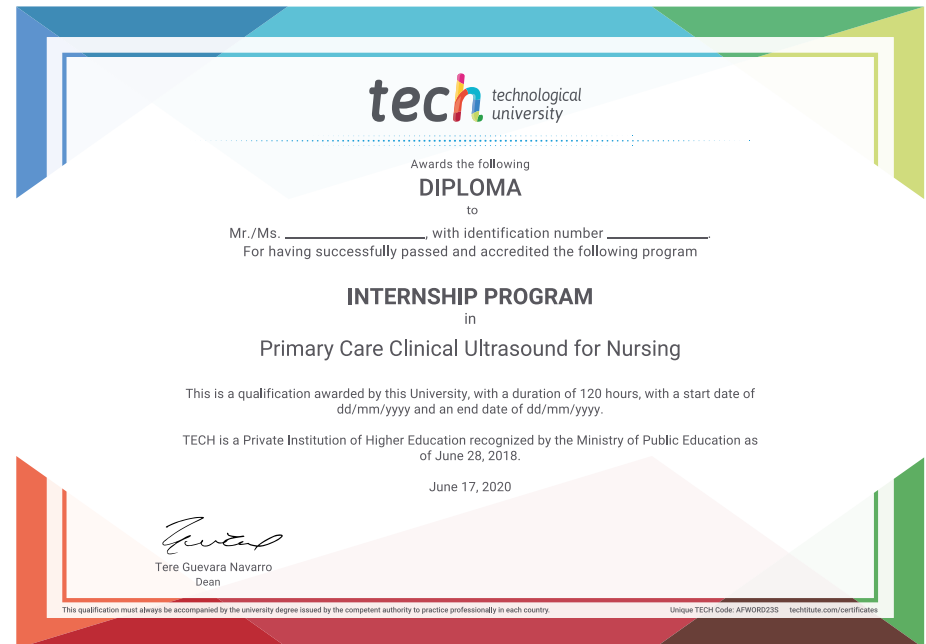 tech technological
university
Awards the following
DIPLOMA
to
Mr./Ms. ____________________, with identification number ______________.
For having successfully passed and accredited the following program
INTERNSHIP PROGRAM
in
Primary Care Clinical Ultrasound for Nursing
This is a qualification awarded by this University, with a duration of 120 hours, with a start date of
dd/mm/yyyy and an end date of dd/mm/yyyy.
TECH is a Private Institution of Higher Education recognized by the Ministry of Public Education as
of June 28, 2018.
June 17, 2020
Tere Guevara Navarro
Dean
This qualification must always be accompanied by the university degree issued by the competent authority to practice professionally in each country. Unique TECH Code: AFWORD23S techtitute.com/certificates